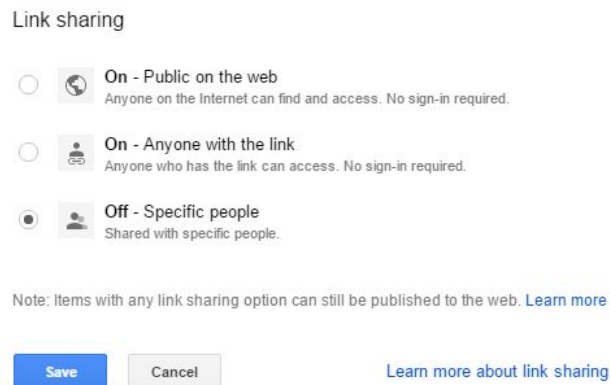 Link sharing
On - Public on the web
Anyone on the Internet can find and access. No sign-in required.
On - Anyone with the link
Anyone who has the link can access. No sign-in required.
Off - Specific people
Shared with specific people.
Note: Items with any link sharing option can still be published to the web. Learn more
Save Cancel Learn more about link sharing